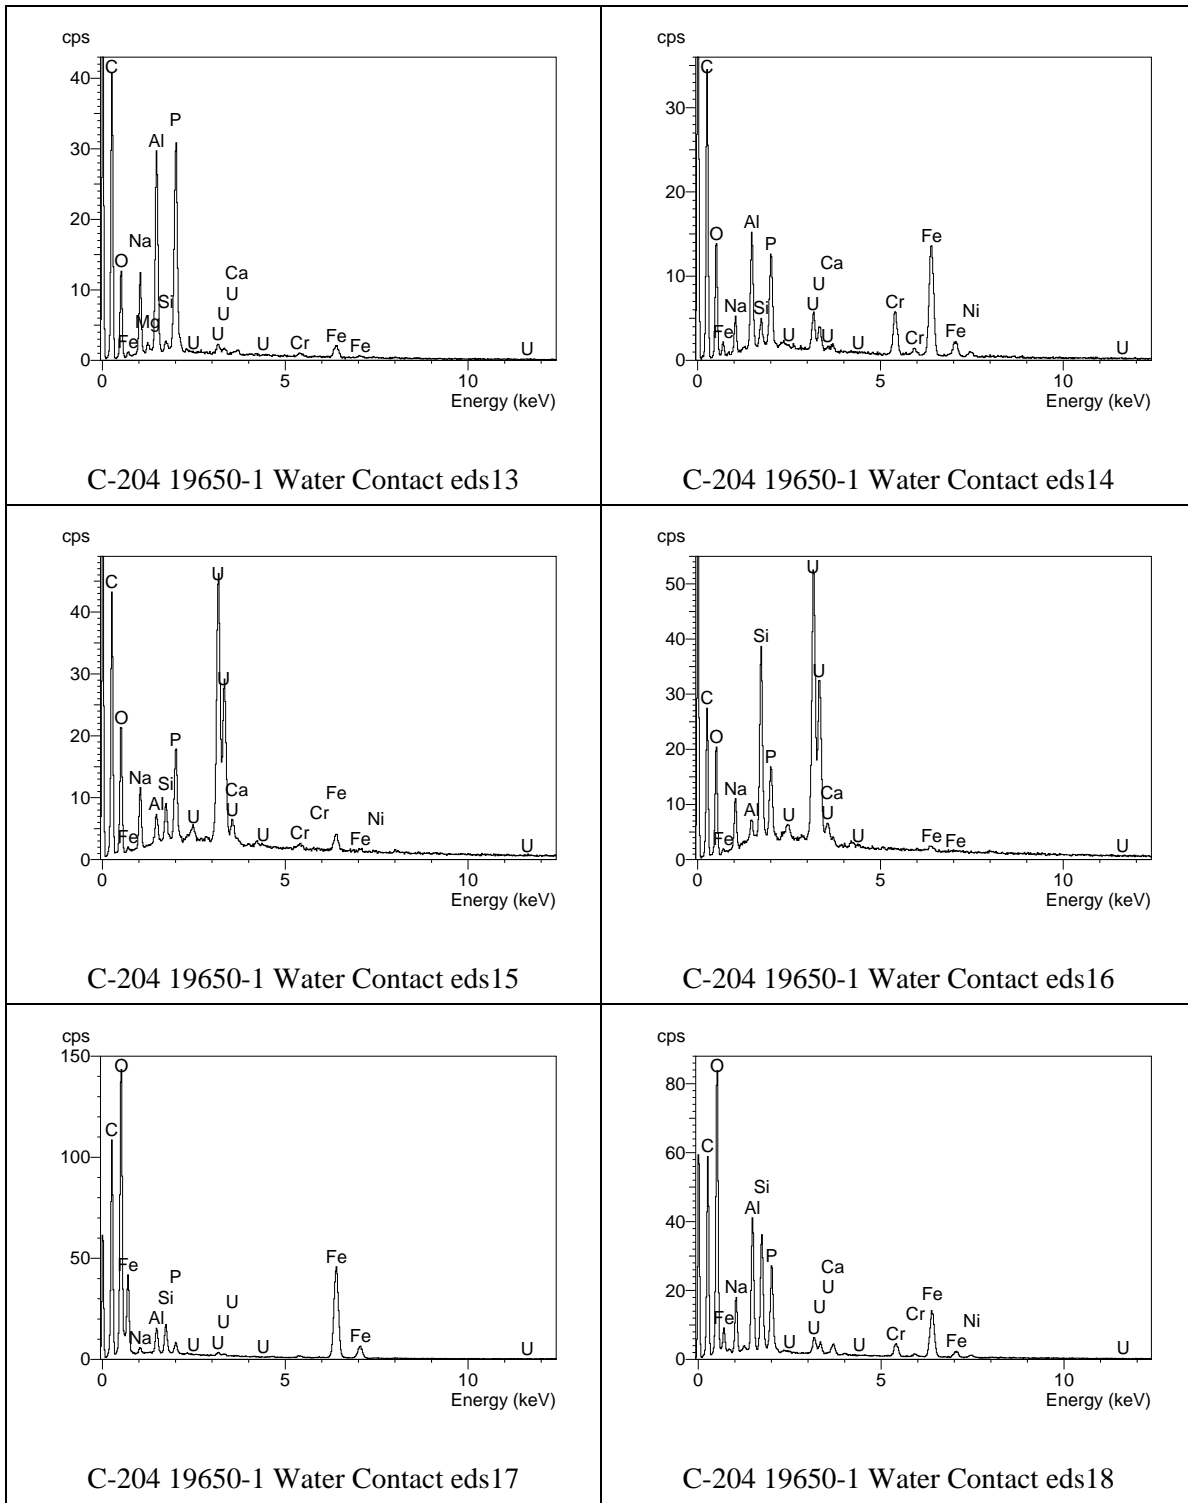 cps
C
40
P
Al
30
20
Na
O
Ca
U
Si
10
Mg
U
Fe
U
U
U
Cr
Fe
Fe
U
0
0
5
10
Energy (keV)
C-204 19650-1 Water Contact eds13
cps
C
30
20
Al
O
P
Fe
Ca
U
10
Na
Si
U
Cr
Ni
Fe
U
U
U
Cr
Fe
U
0
0
5
10
Energy (keV)
C-204 19650-1 Water Contact eds14
cps
U
C
40
30
U
20
O
P
Na
Si
Al
Ca
10
U
Fe
Cr
Ni
Fe
U
U
Cr
Fe
U
0
0
5
10
Energy (keV)
C-204 19650-1 Water Contact eds15
cps
U
50
Si
40
U
30
C
O
20
P
Na
Ca
10
Al
U
U
Fe
U
Fe
Fe
U
0
0
5
10
Energy (keV)
C-204 19650-1 Water Contact eds16
cps
150
O
C
100
50
Fe
Fe
P
Si
U
Al
U
Na
U
U
U
Fe
U
0
0
5
10
Energy (keV)
C-204 19650-1 Water Contact eds17
cps
O
80
60
C
Si
Al
40
P
Ca
Na
U
20
U
Fe
Fe
Cr
Ni
U
U
U
Cr
Fe
U
0
0
5
10
Energy (keV)
C-204 19650-1 Water Contact eds18